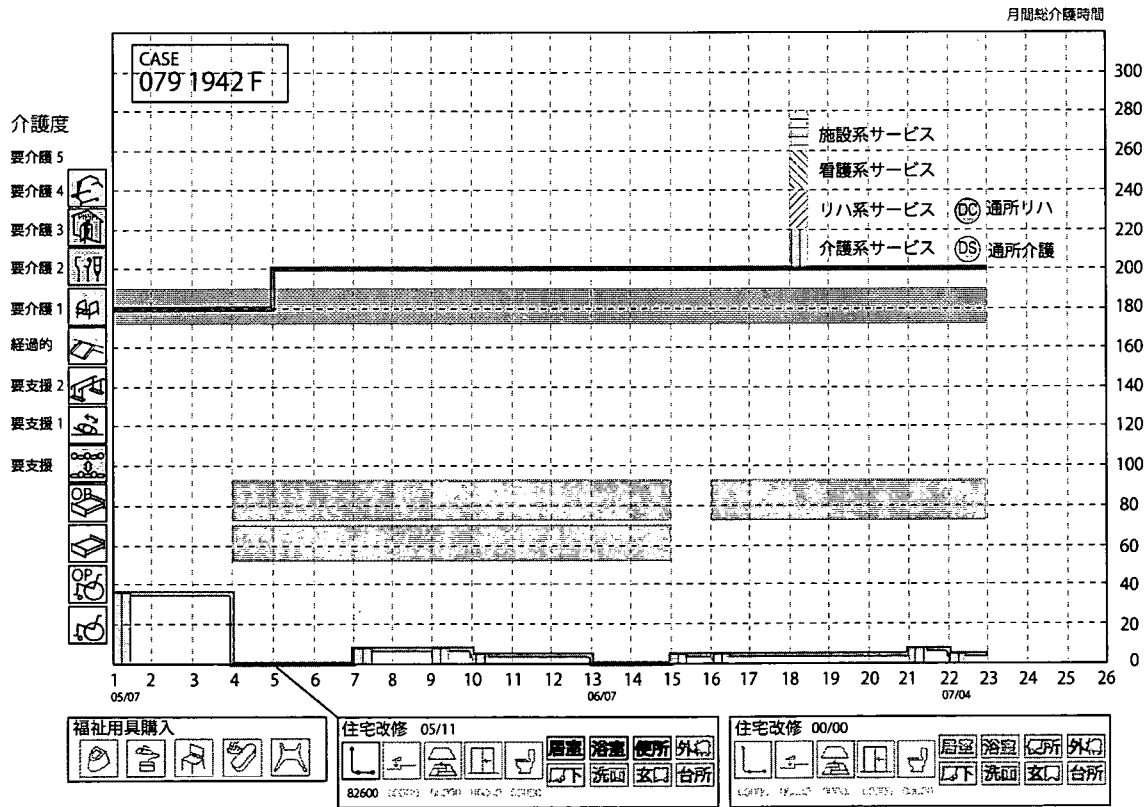 月間総介護時間
CASE
079 1942 F
介護度
要介護 5
要介護 4
要介護 3
要介護 2
要介護 1
経過的
要支援 2
要支援 1
要支援
OP
OP
施設系サービス
看護系サービス
リハ系サービス DC 通所リハ
介護系サービス DS 通所介護
300
280
260
240
220
200
180
160
140
120
100
80
60
40
20
0
1 2 3 4 5 6 7 8 9 10 11 12 13 14 15 16 17 18 19 20 21 22 23 24 25 26
05/07 06/07 07/04
福祉用具購入
住宅改修 05/11
居室 浴室 便所 外
下 洗面 玄 台所
82600
住宅改修 00/00
居室 浴室 所 外
下 洗面 玄 台所